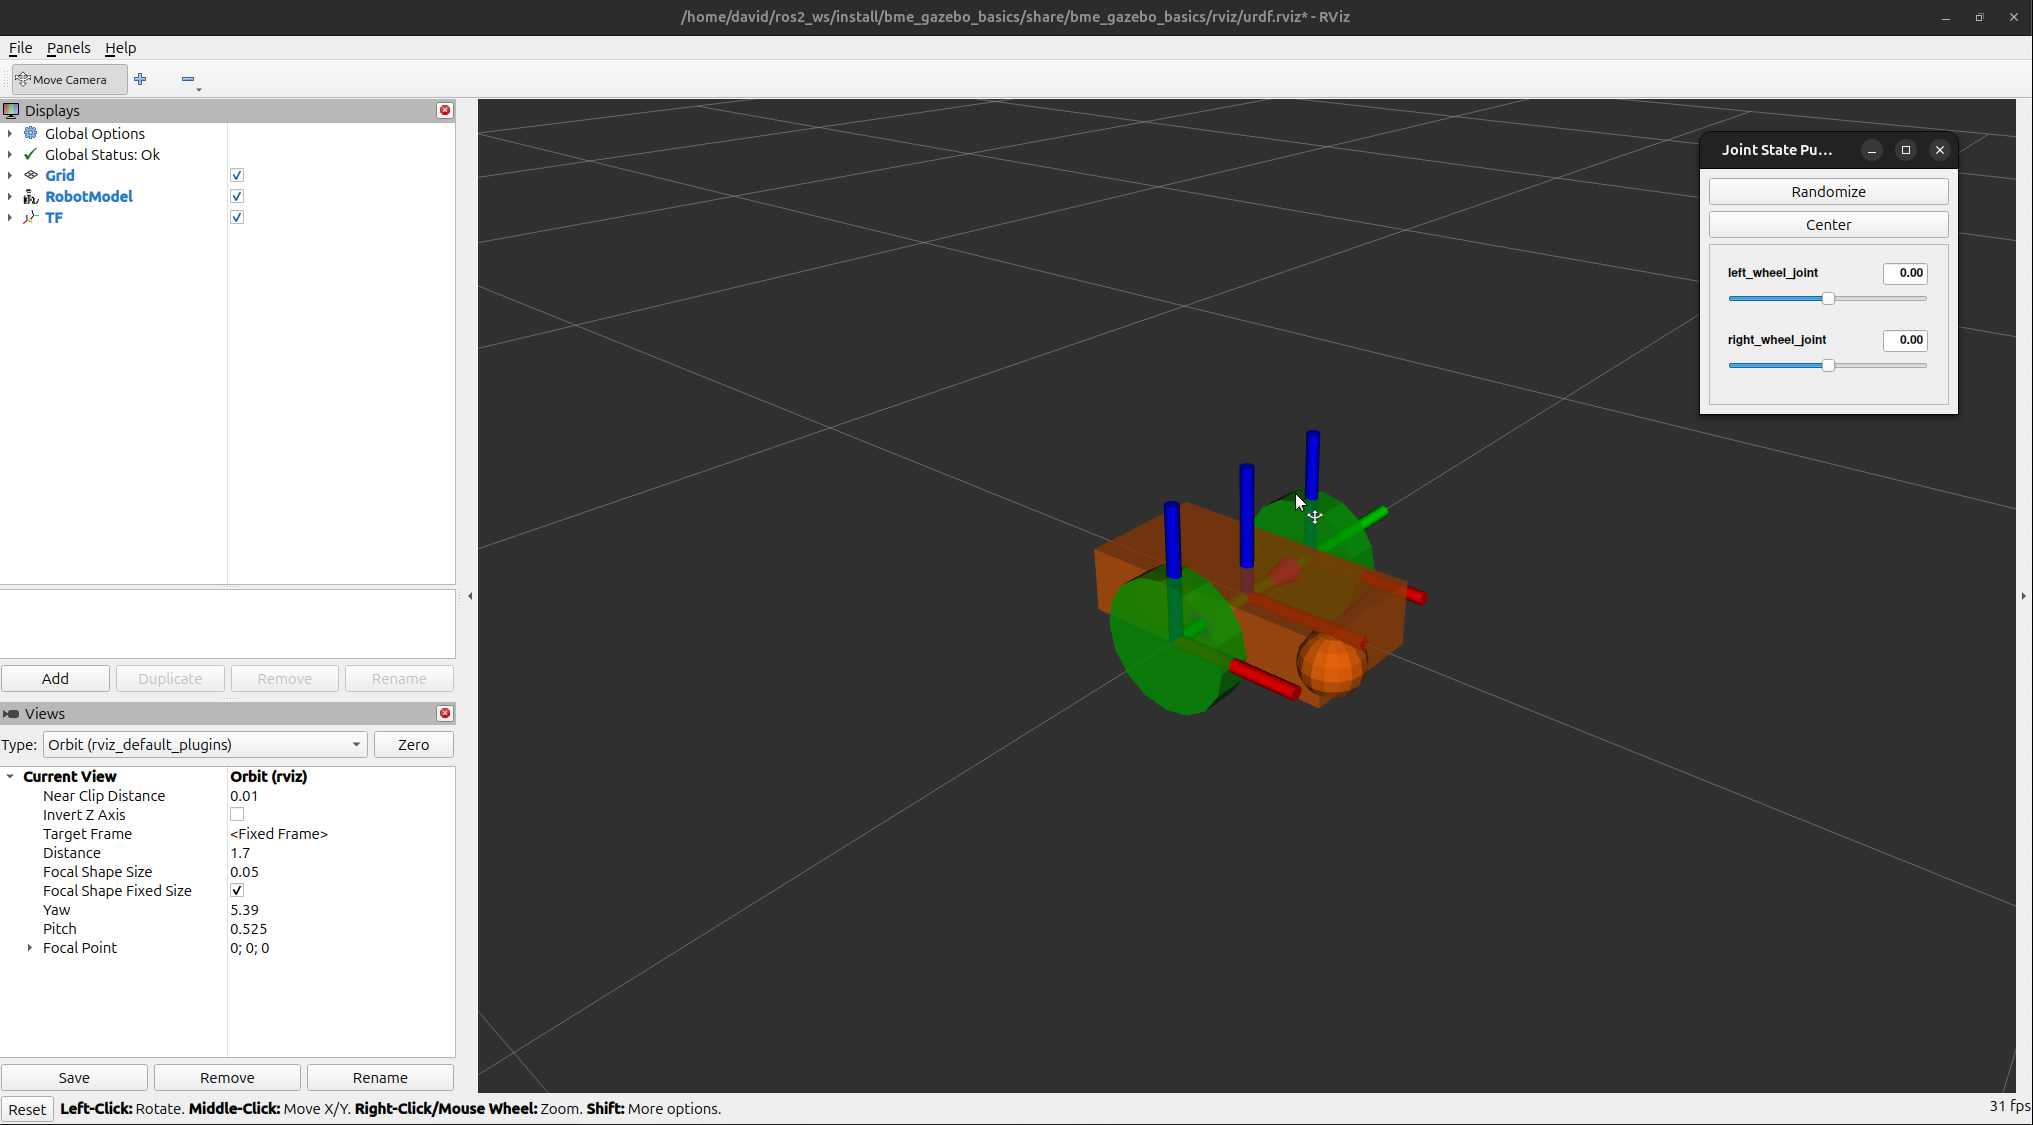 /home/david/ros2_ws/install/bme_gazebo_basics/share/bme_gazebo_basics/rviz/urdf.rviz* - RViz
File Panels Help
Move Camera
Displays
Global Options
Global Status: Ok
Grid
RobotModel
TF
Add Duplicate Remove Rename
Views
Type: Orbit (rviz_default_plugins) Zero
Current View Orbit (rviz)
Near Clip Distance 0.01
Invert Z Axis
Target Frame <Fixed Frame>
Distance 1.7
Focal Shape Size 0.05
Focal Shape Fixed Size
Yaw 5.39
Pitch 0.525
Focal Point 0; 0; 0
Save Remove Rename
Reset Left-Click: Rotate. Middle-Click: Move X/Y. Right-Click/Mouse Wheel: Zoom. Shift: More options.
31 fps
Joint State Pu...
Randomize
Center
left_wheel_joint 0.00
right_wheel_joint 0.00